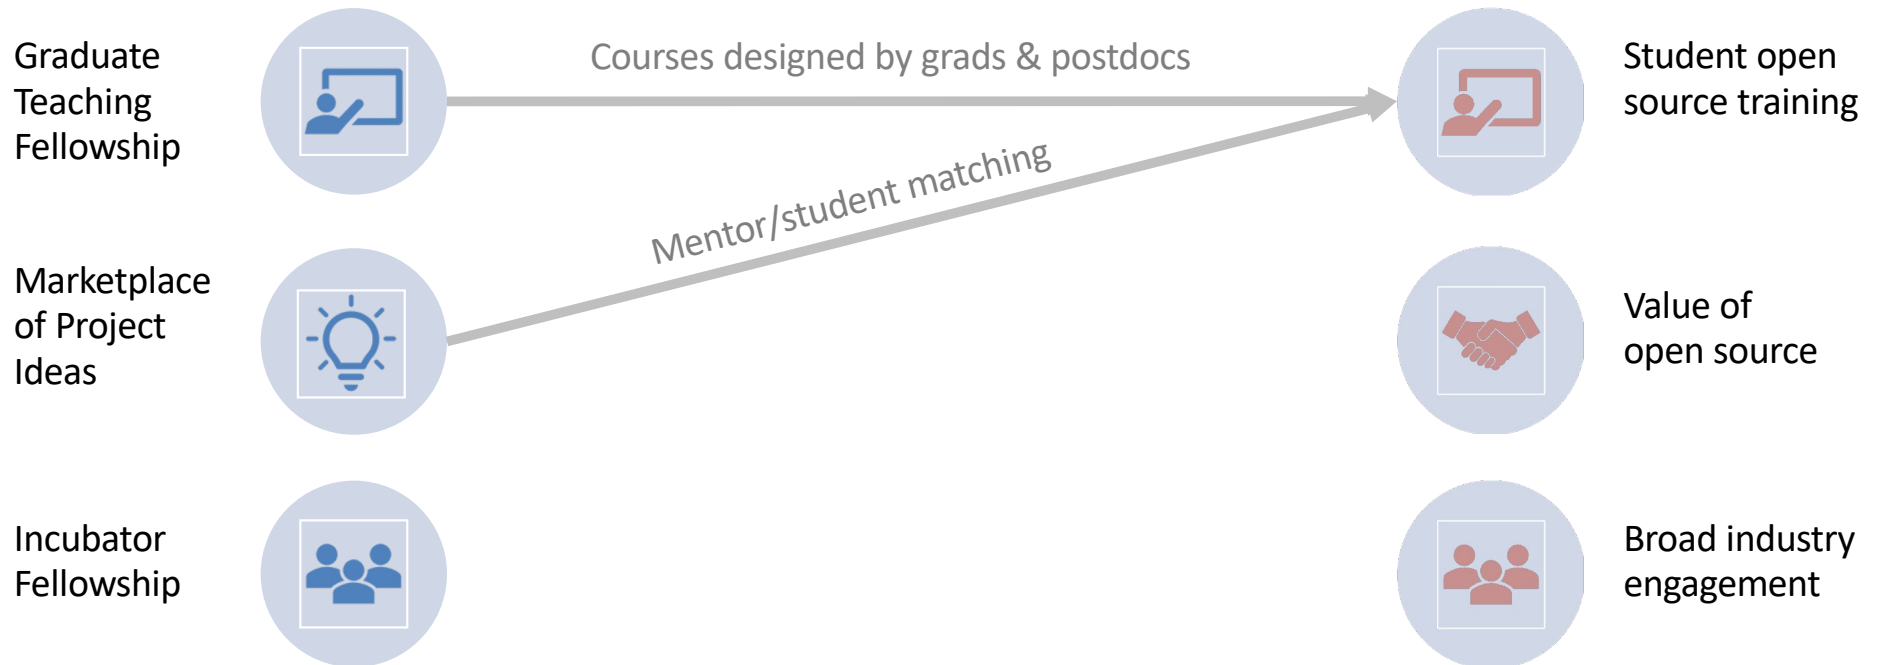 Graduate
Teaching
Fellowship
Courses designed by grads & postdocs
Student open
source training
Mentor/student matching
Marketplace
of Project
Ideas
Value of
open source
Incubator
Fellowship
Broad industry
engagement